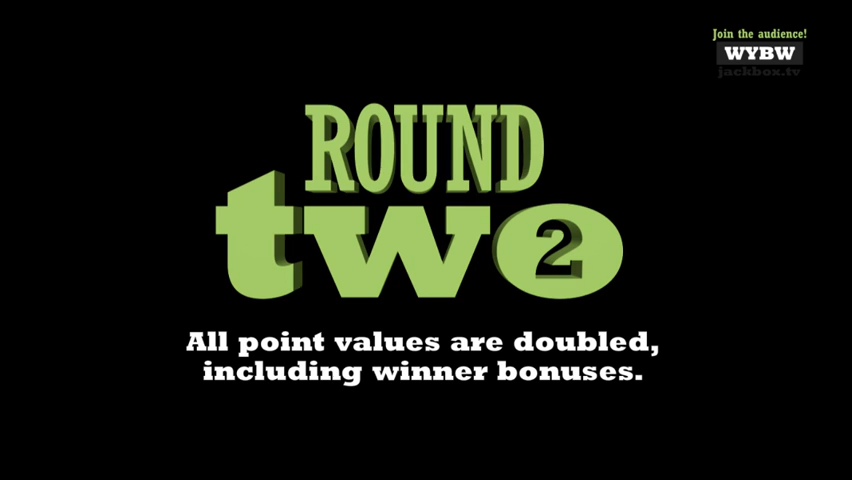 Join the audience!
WYBW
jackbox.tv
ROUND
two
2
All point values are doubled,
including winner bonuses.